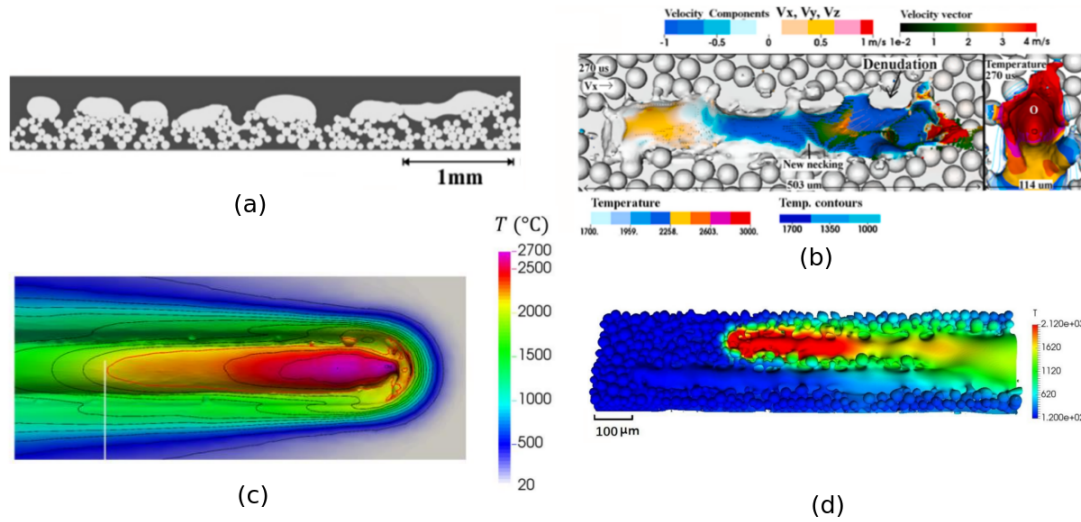 1mm
(a)
Velocity Components
Vx, Vy, Vz
Velocity vector
-1 -0.5 0 0.5 1 m/s
1e-2 1 2 3 4 m/s
270 us
Vx
Denudation
Temperature
270 us
O
New necking
503 um
114 um
Temperature
Temp. contours
1700. 1959. 2258. 2603. 3000.
1700 1350 1000
(b)
T (°C)
2700
2500
2000
1500
1000
500
20
(c)
T
2.120e+03
1620
1120
620
1.200e+02
100 μm
(d)